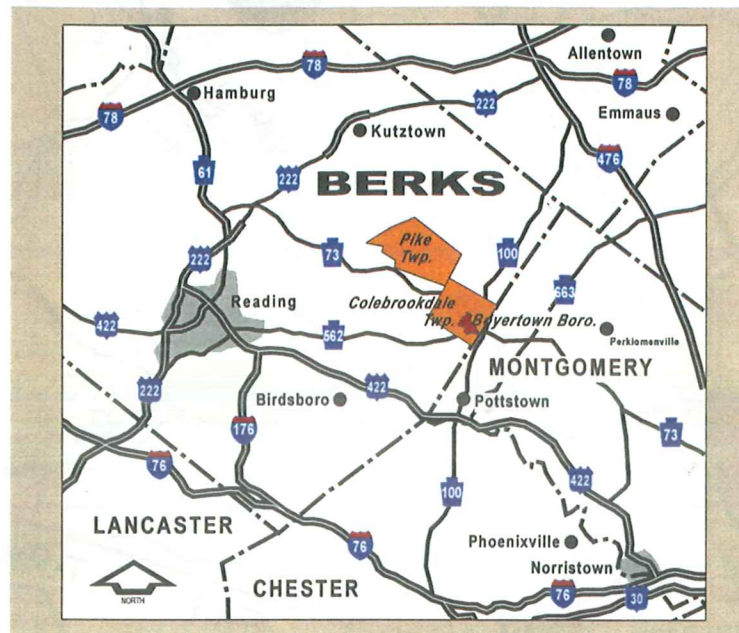 Allentown
78
78
Hamburg
222
Emmaus
78
Kutztown
476
61
222
BERKS
Pike
Twp.
73
100
222
663
Reading
Colebrookdale
Twp.
Boyertown Boro.
422
562
Perkiomenville
MONTGOMERY
222
422
Birdsboro
Pottstown
176
73
76
422
100
LANCASTER
Phoenixville
76
Norristown
CHESTER
76
30
NORTH